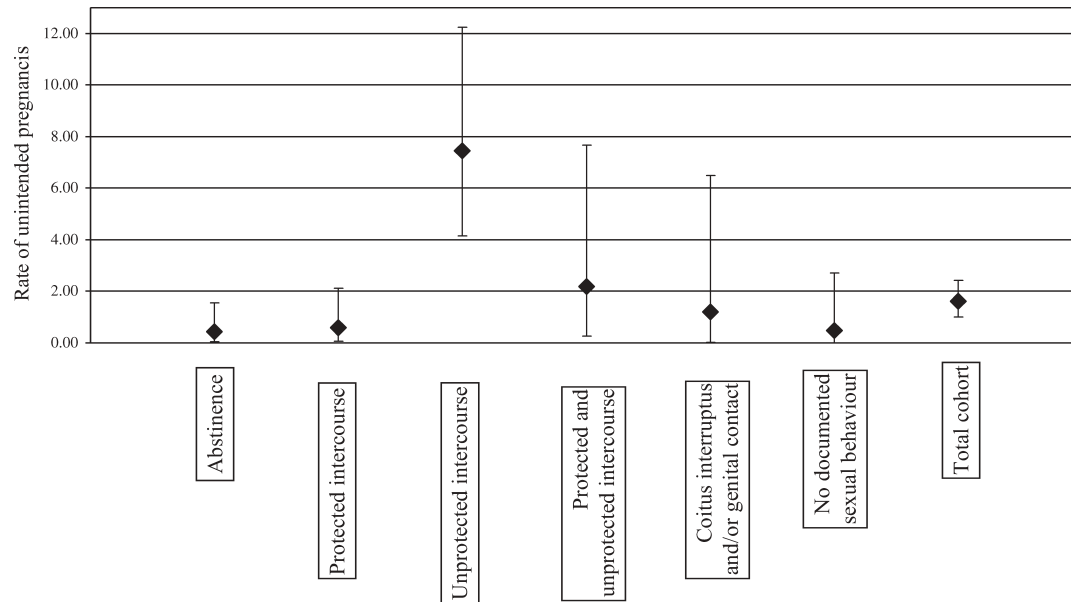 Rate of unintended pregnancis
12.00
10.00
8.00
6.00
4.00
2.00
0.00
Abstinence
Protected intercourse
Unprotected intercourse
Protected and
unprotected intercourse
Coitus interruptus
and/or genital contact
No documented
sexual behaviour
Total cohort